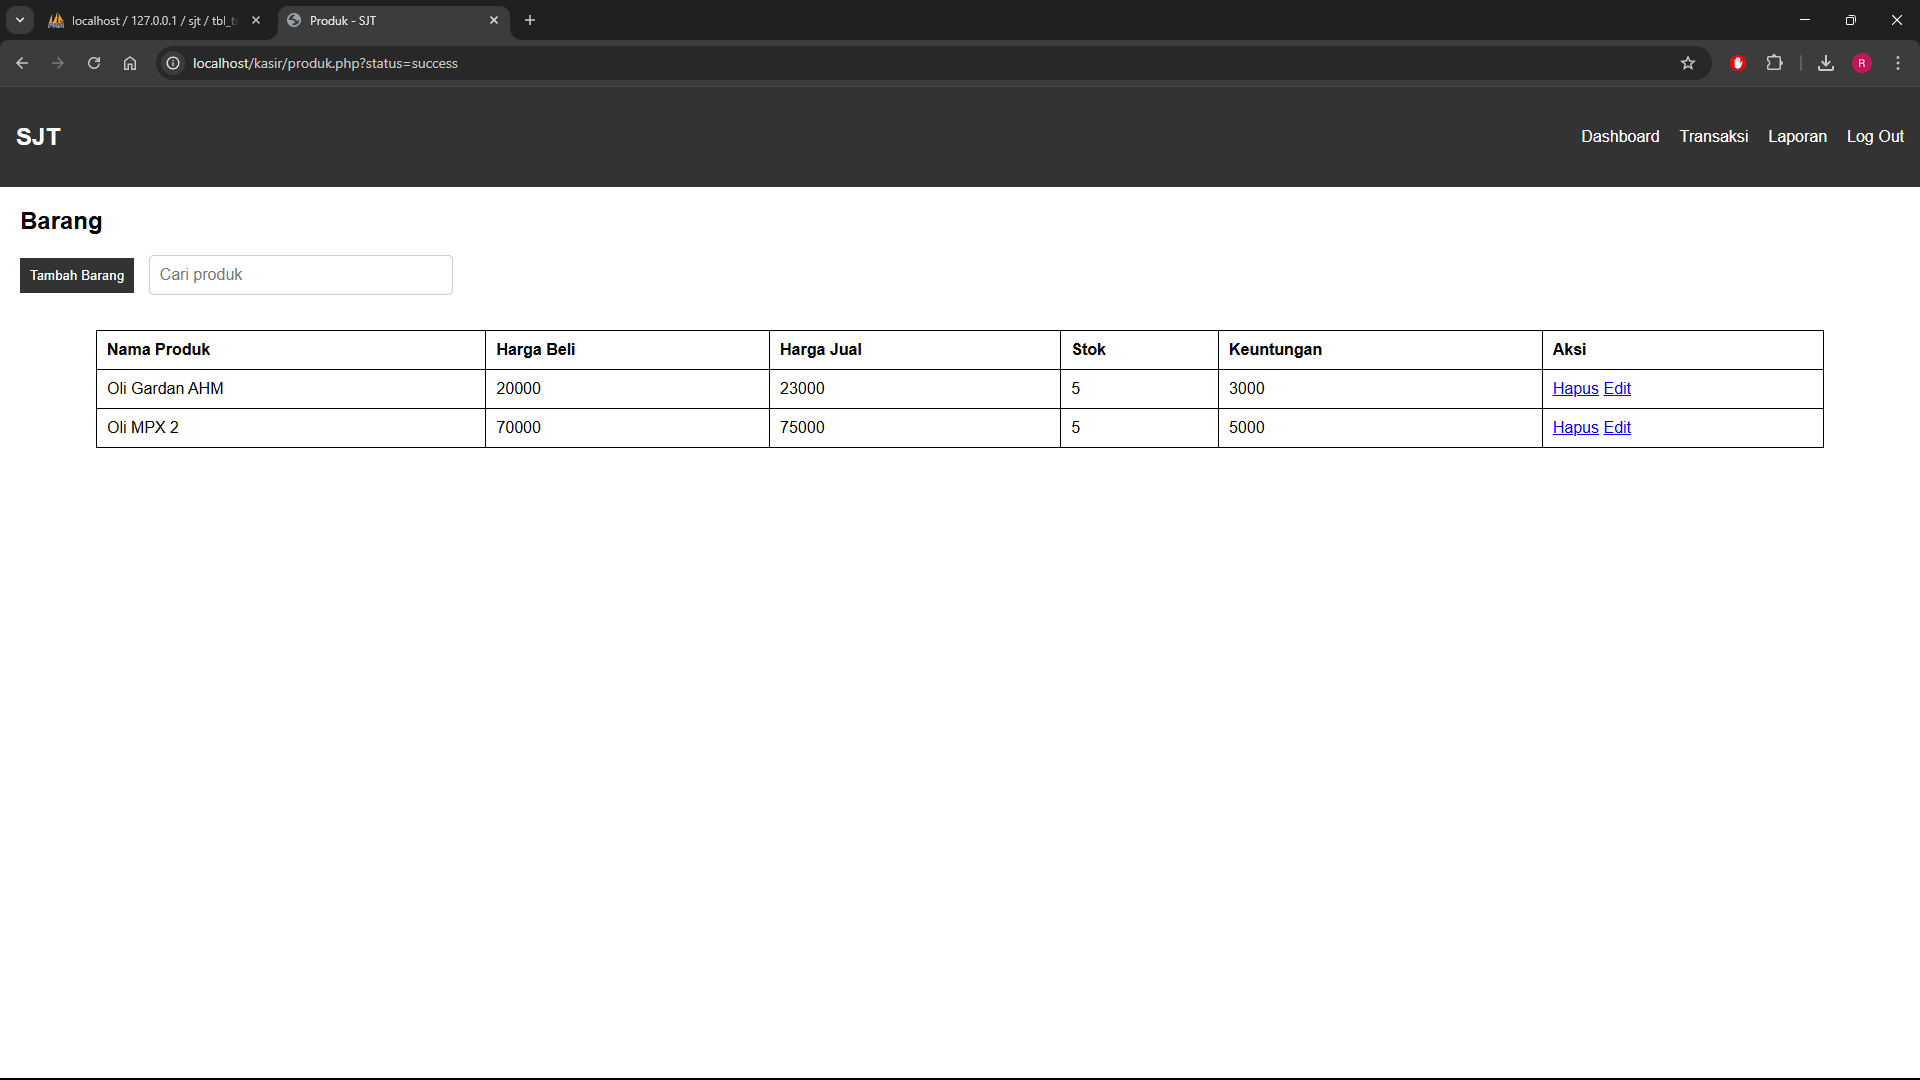 localhost / 127.0.0.1 / sjt / tbl_tr
Produk - SJT
localhost/kasir/produk.php?status=success
R
SJT
Dashboard Transaksi Laporan Log Out
Barang
Tambah Barang Cari produk
Nama Produk Harga Beli Harga Jual Stok Keuntungan Aksi
Oli Gardan AHM 20000 23000 5 3000 Hapus Edit
Oli MPX 2 70000 75000 5 5000 Hapus Edit